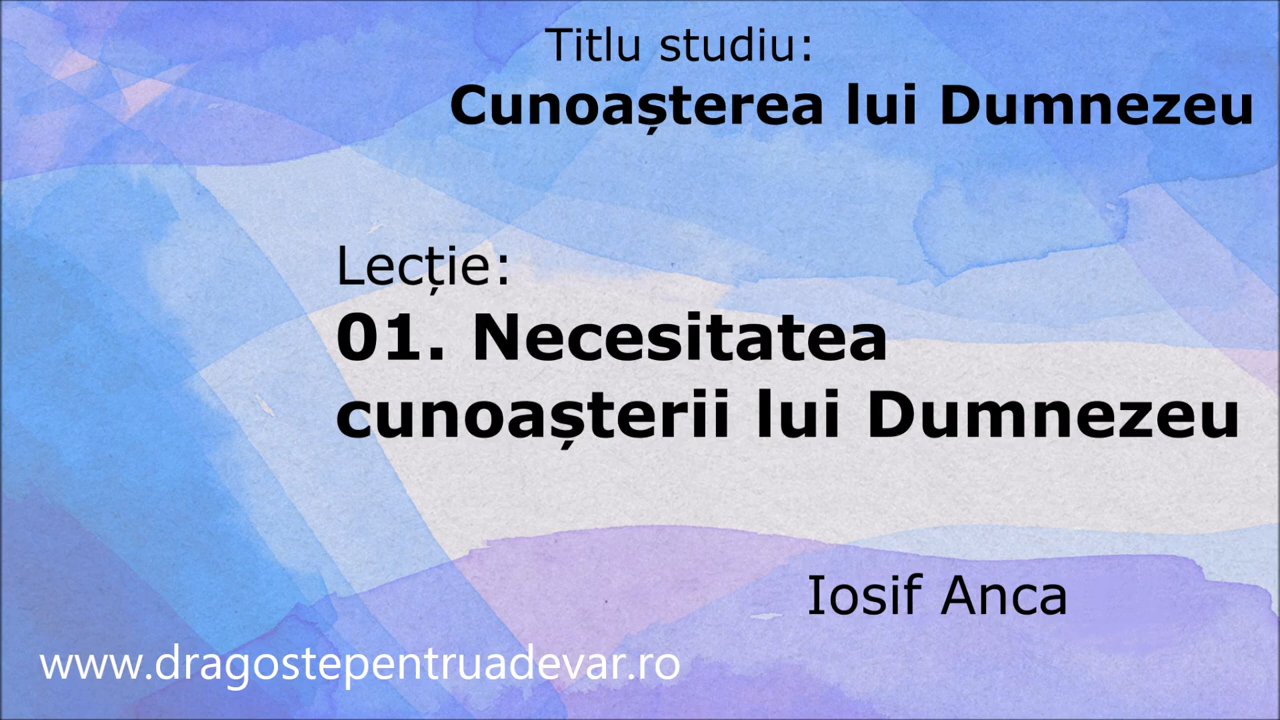 Titlu studiu:
Cunoașterea lui Dumnezeu
Lecție:
01. Necesitatea
cunoașterii lui Dumnezeu
Iosif Anca
www.dragostepentruadevar.ro